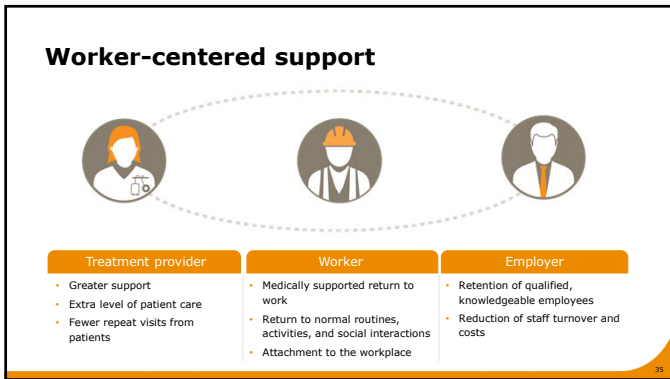 Worker-centered support
Treatment provider
• Greater support
• Extra level of patient care
• Fewer repeat visits from
patients
Worker
• Medically supported return to
work
• Return to normal routines,
activities, and social interactions
• Attachment to the workplace
Employer
• Retention of qualified,
knowledgeable employees
• Reduction of staff turnover and
costs
35